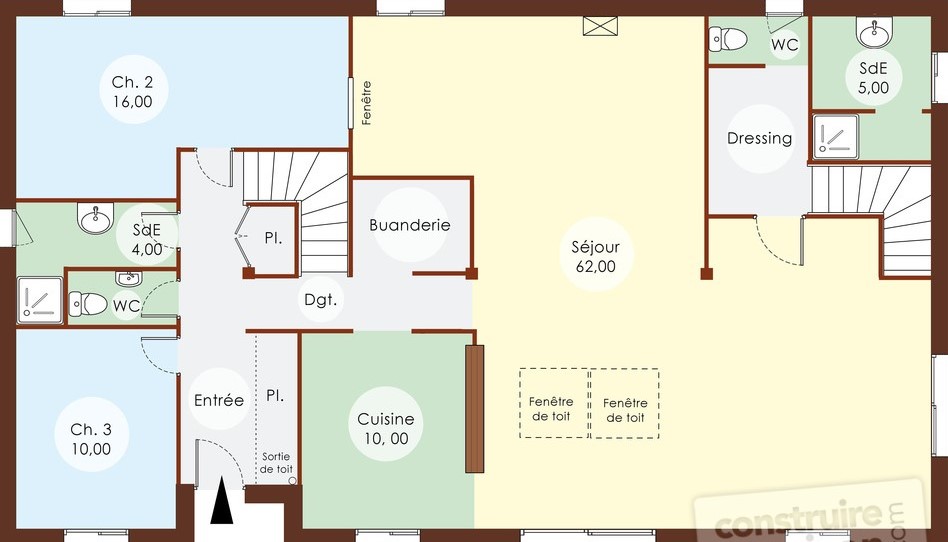 Ch. 2
16,00
Fenêtre
WC
SdE
5,00
Dressing
Buanderie
SdE
4,00
Pl.
Séjour
62,00
Dgt.
WC
Entrée
Pl.
Cuisine
10, 00
Fenêtre
de toit
Fenêtre
de toit
Ch. 3
10,00
Sortie
de toit
construire
.com